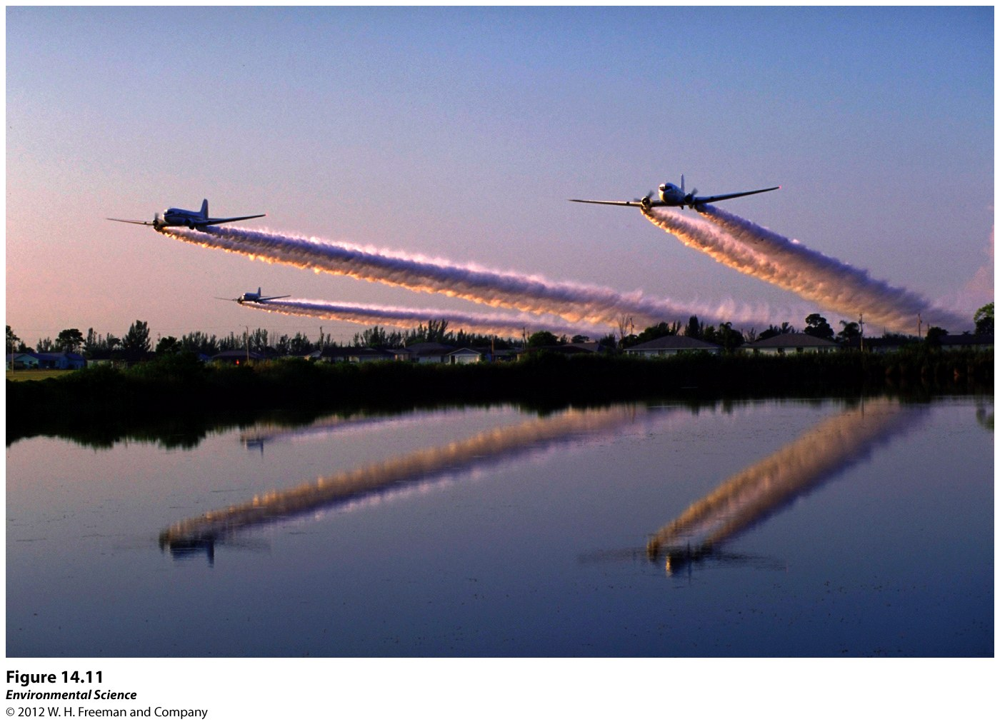 Figure 14.11
Environmental Science
© 2012 W. H. Freeman and Company